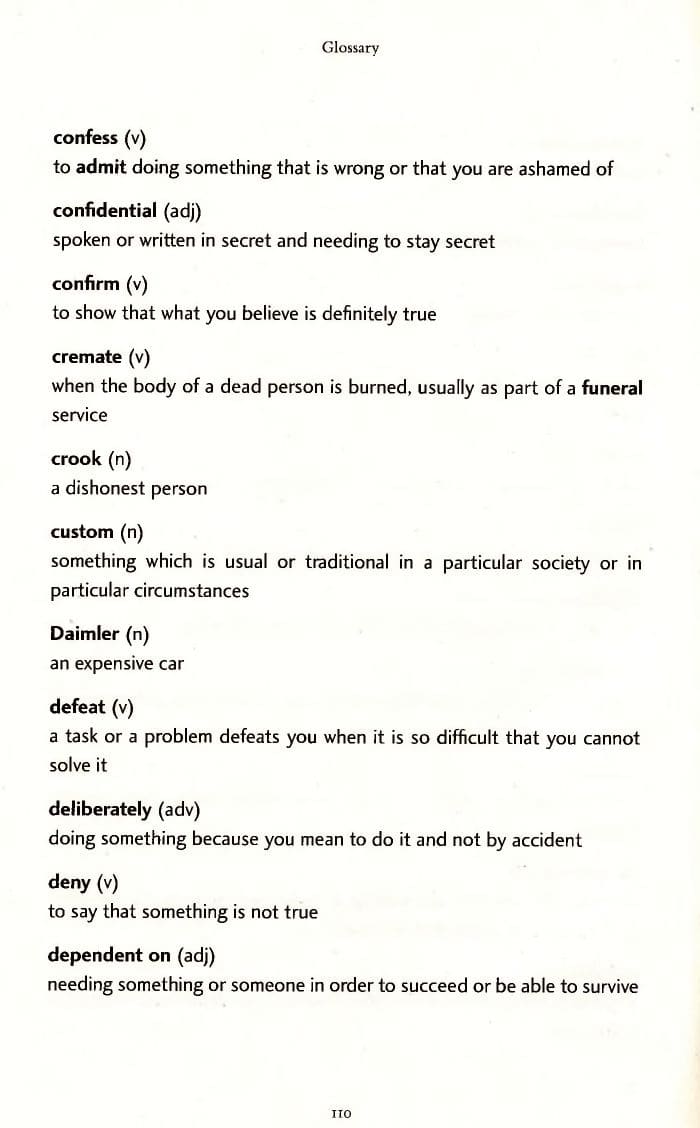 Glossary
confess (v)
to admit doing something that is wrong or that you are ashamed of
confidential (adj)
spoken or written in secret and needing to stay secret
confirm (v)
to show that what you believe is definitely true
cremate (v)
when the body of a dead person is burned, usually as part of a funeral
service
crook (n)
a dishonest person
custom (n)
something which is usual or traditional in a particular society or in
particular circumstances
Daimler (n)
an expensive car
defeat (v)
a task or a problem defeats you when it is so difficult that you cannot
solve it
deliberately (adv)
doing something because you mean to do it and not by accident
deny (v)
to say that something is not true
dependent on (adj)
needing something or someone in order to succeed or be able to survive
110